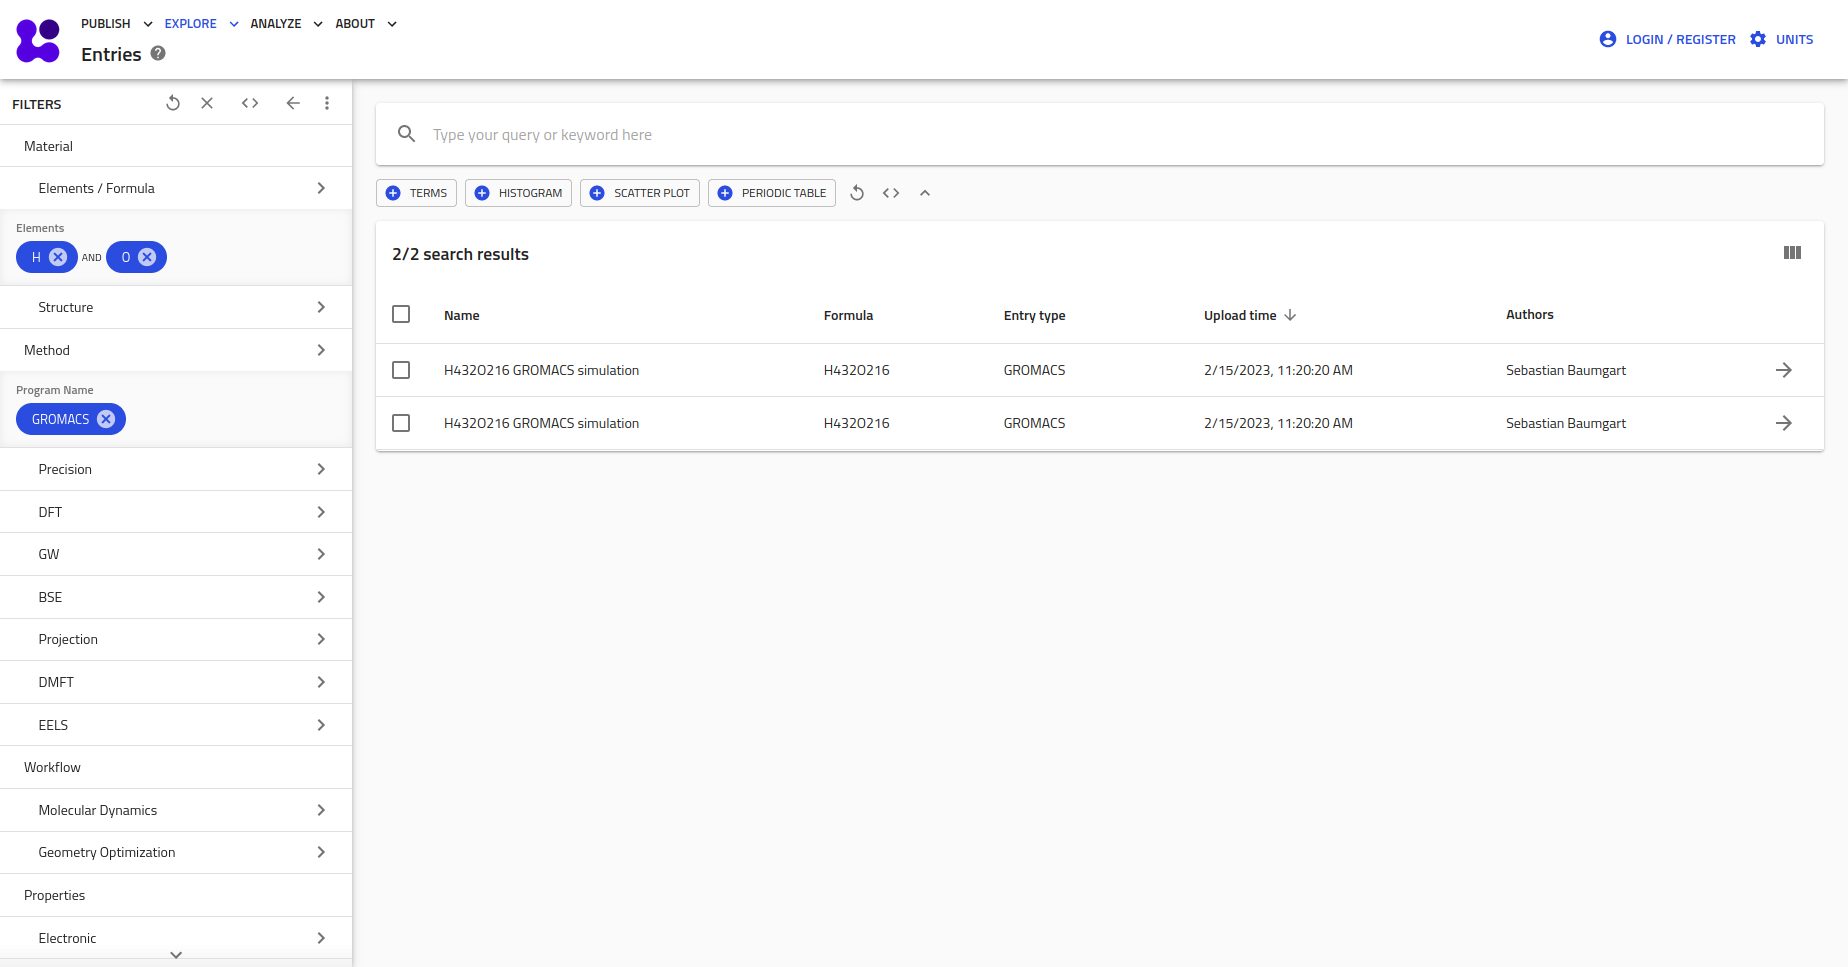 PUBLISH EXPLORE ANALYZE ABOUT
Entries
LOGIN / REGISTER UNITS
FILTERS
Material
Elements / Formula
Elements
H AND O
Structure
Method
Program Name
GROMACS
Precision
DFT
GW
BSE
Projection
DMFT
EELS
Workflow
Molecular Dynamics
Geometry Optimization
Properties
Electronic
Type your query or keyword here
TERMS HISTOGRAM SCATTER PLOT PERIODIC TABLE
2/2 search results
Name Formula Entry type Upload time Authors
H432O216 GROMACS simulation H432O216 GROMACS 2/15/2023, 11:20:20 AM Sebastian Baumgart
H432O216 GROMACS simulation H432O216 GROMACS 2/15/2023, 11:20:20 AM Sebastian Baumgart